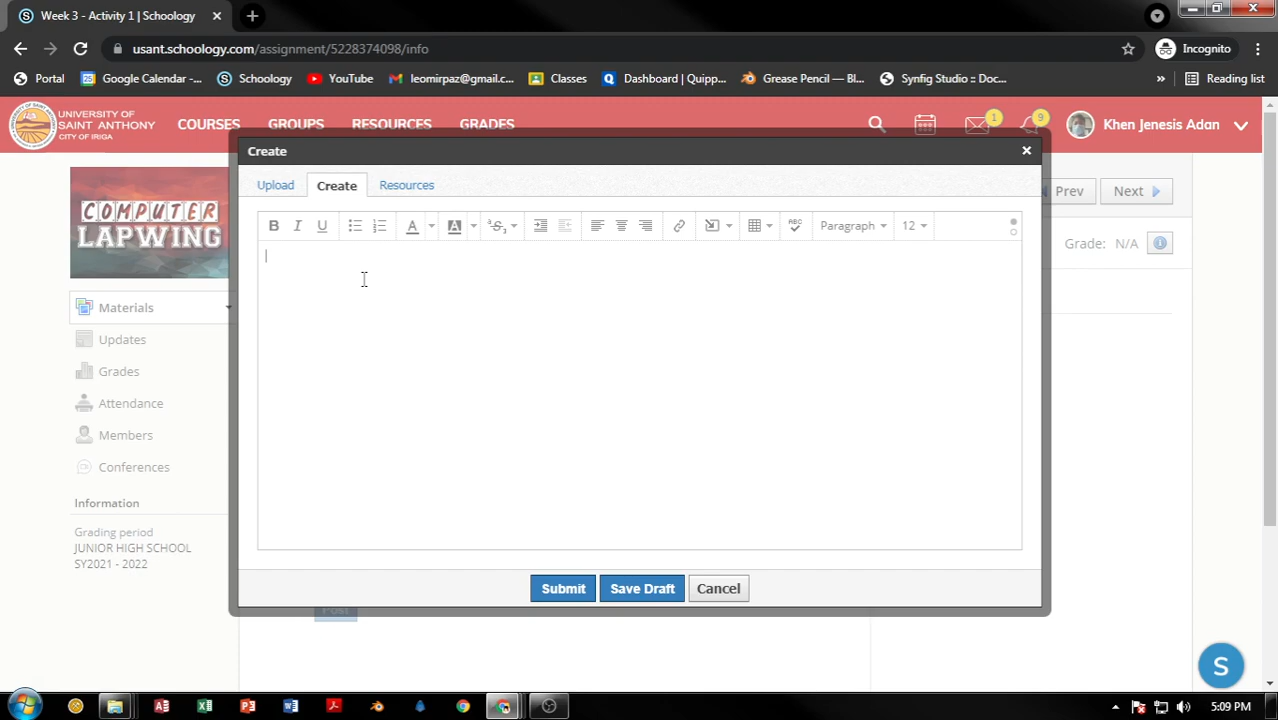 Week 3 - Activity 1 | Schoology
usant.schoology.com/assignment/5228374098/info
Incognito
Portal
Google Calendar -...
Schoology
YouTube
leomirpaz@gmail.c...
Classes
Dashboard | Quipp...
Grease Pencil — Bl...
Synfig Studio :: Doc...
»
Reading list
UNIVERSITY OF
SAINT ANTHONY
CITY OF IRIGA
COURSES
GROUPS
RESOURCES
GRADES
1
9
Khen Jenesis Adan
Create
Upload
Create
Resources
B I U A A S Paragraph 12
ABC
COMPUTER
LAPWING
Prev
Next
Grade: N/A
Materials
Updates
Grades
Attendance
Members
Conferences
Information
Grading period
JUNIOR HIGH SCHOOL
SY2021 - 2022
Submit
Save Draft
Cancel
Post
S
5:09 PM